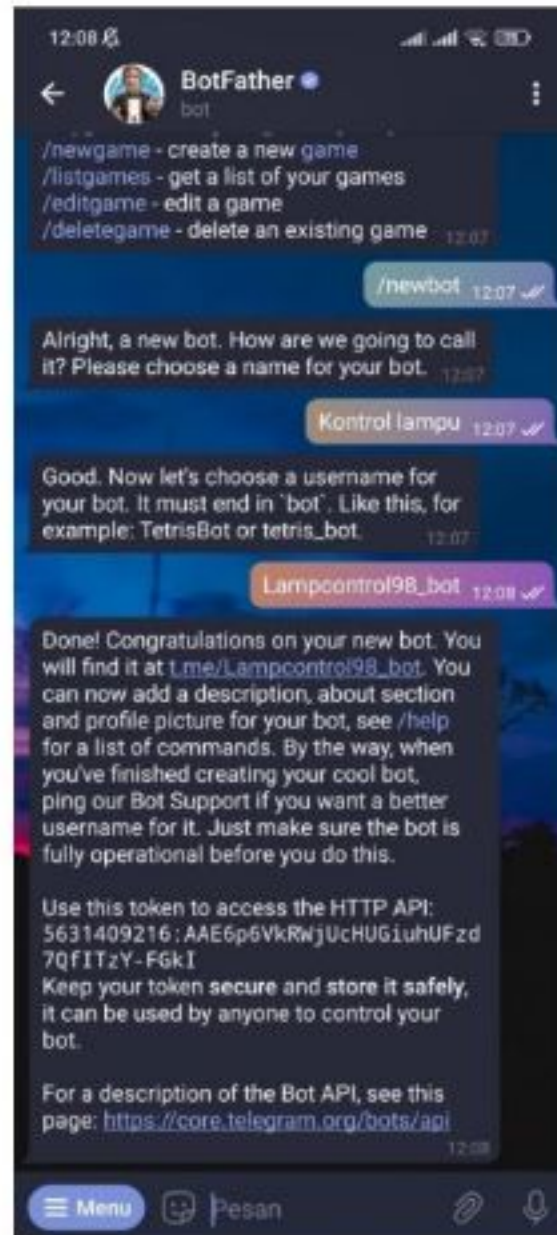 12:08
BotFather
bot
/newgame - create a new game
/listgames - get a list of your games
/editgame - edit a game
/deletegame - delete an existing game 12:07
/newbot 12:07
Alright, a new bot. How are we going to call
it? Please choose a name for your bot. 12:07
Kontrol lampu 12:07
Good. Now let's choose a username for
your bot. It must end in `bot`. Like this, for
example: TetrisBot or tetris_bot. 12:07
Lampcontrol98_bot 12:08
Done! Congratulations on your new bot. You
will find it at t.me/Lampcontrol98_bot. You
can now add a description, about section
and profile picture for your bot, see /help
for a list of commands. By the way, when
you've finished creating your cool bot,
ping our Bot Support if you want a better
username for it. Just make sure the bot is
fully operational before you do this.
Use this token to access the HTTP API:
5631409216:AAE6p6VkRWjUcHUGiuhUFzd
7QfITzY-FGkI
Keep your token secure and store it safely,
it can be used by anyone to control your
bot.
For a description of the Bot API, see this
page: https://core.telegram.org/bots/api
12:08
Menu
Pesan